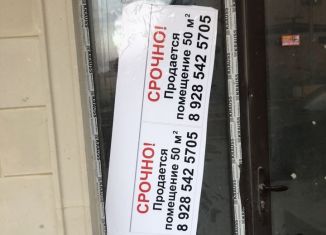 СРОЧНО!
Продается
помещение 50 м²
8 928 542 5705
СРОЧНО!
Продается
помещение 50 м²
8 928 542 5705